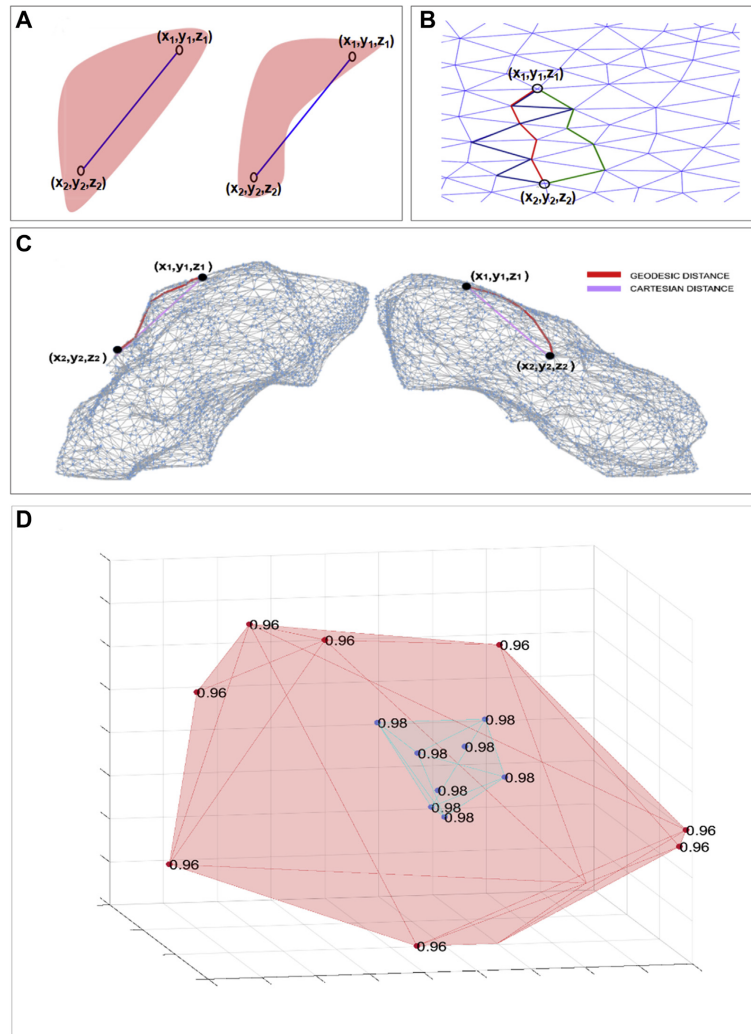 A
(x₁,y₁,z₁)
(x₂,y₂,z₂)
(x₁,y₁,z₁)
(x₂,y₂,z₂)
B
(x₁,y₁,z₁)
(x₂,y₂,z₂)
C
(x₁,y₁,z₁)
(x₂,y₂,z₂)
(x₁,y₁,z₁)
(x₂,y₂,z₂)
GEODESIC DISTANCE
CARTESIAN DISTANCE
D
0.96
0.96
0.96
0.96
0.98
0.98
0.98
0.98
0.98
0.98
0.98
0.98
0.96
0.96
0.96
0.96